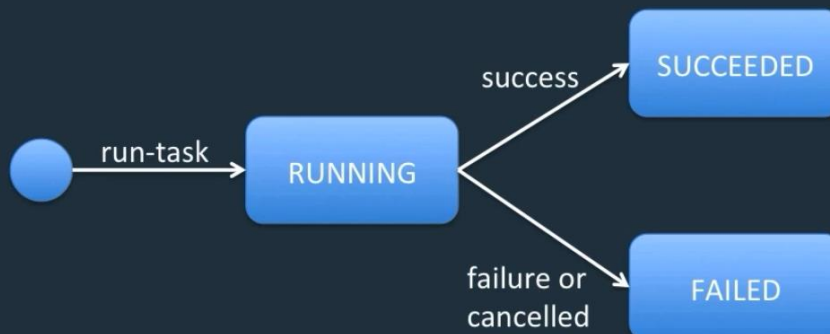 run-task
RUNNING
success
SUCCEEDED
failure or
cancelled
FAILED